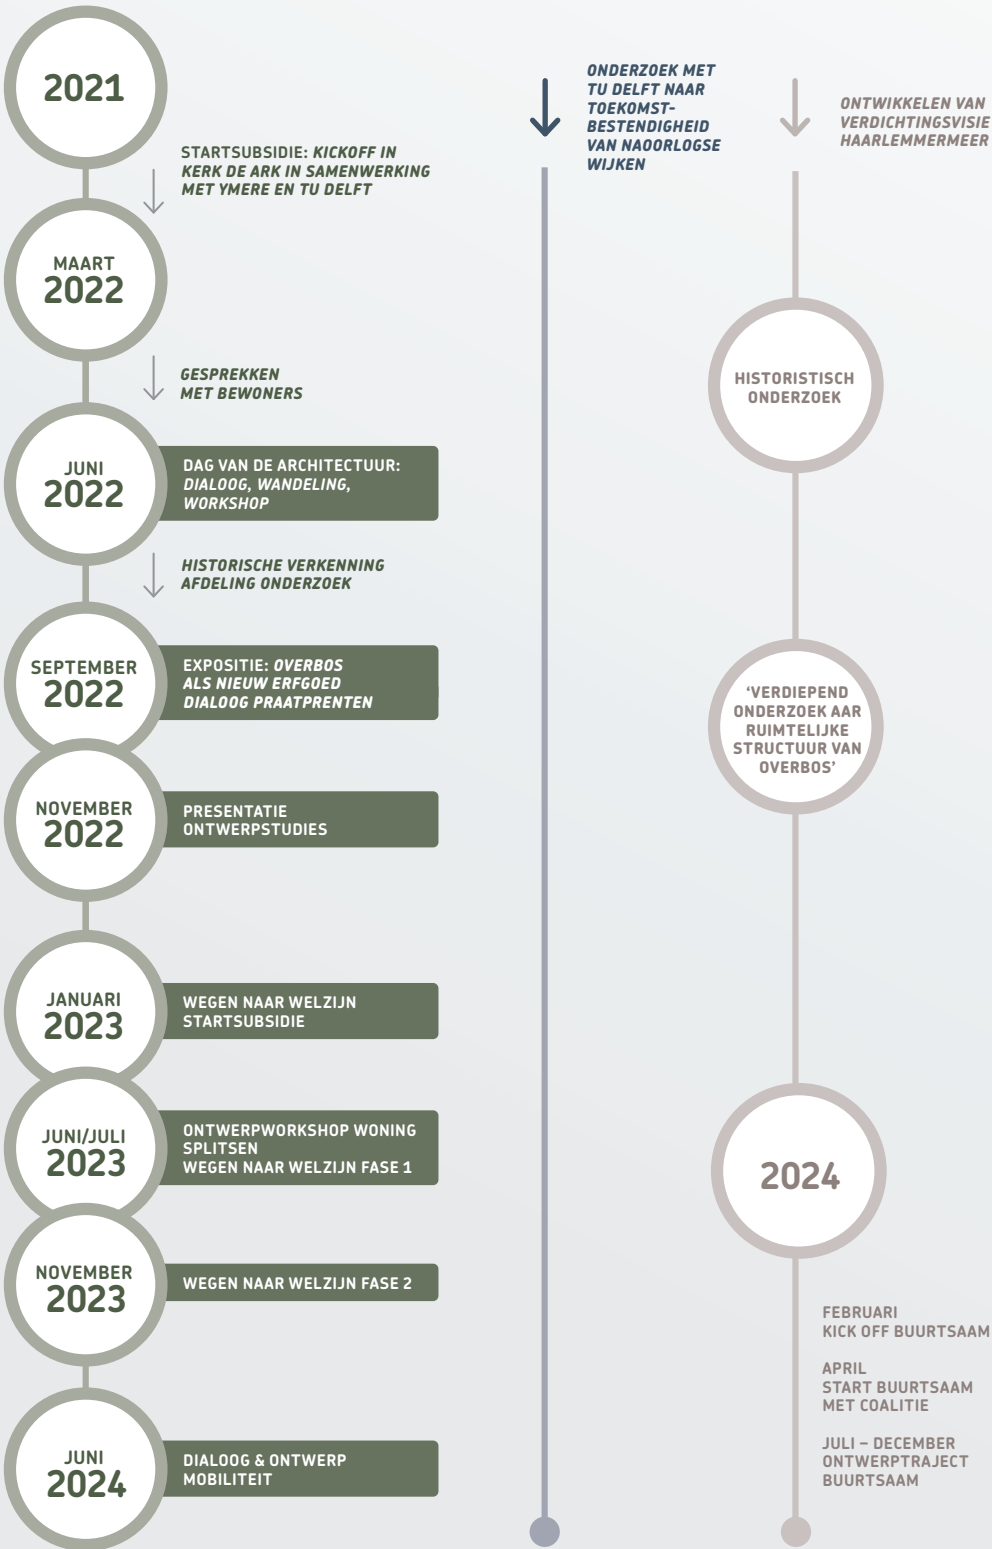 2021
STARTSUBSIDIE: KICKOFF IN
KERK DE ARK IN SAMENWERKING
MET YMERE EN TU DELFT
MAART
2022
GESPREKKEN
MET BEWONERS
JUNI
2022
DAG VAN DE ARCHITECTUUR:
DIALOOG, WANDELING,
WORKSHOP
HISTORISCHE VERKENNING
AFDELING ONDERZOEK
SEPTEMBER
2022
EXPOSITIE: OVERBOS
ALS NIEUW ERFGOED
DIALOOG PRAATPRENTEN
NOVEMBER
2022
PRESENTATIE
ONTWERPSTUDIES
JANUARI
2023
WEGEN NAAR WELZIJN
STARTSUBSIDIE
JUNI/JULI
2023
ONTWERPWORKSHOP WONING
SPLITSEN
WEGEN NAAR WELZIJN FASE 1
NOVEMBER
2023
WEGEN NAAR WELZIJN FASE 2
JUNI
2024
DIALOOG & ONTWERP
MOBILITEIT
ONDERZOEK MET
TU DELFT NAAR
TOEKOMST-
BESTENDIGHEID
VAN NAOORLOGSE
WIJKEN
ONTWIKKELEN VAN
VERDICHTINGSVISIE
HAARLEMMERMEER
HISTORISTISCH
ONDERZOEK
‘VERDIEPEND
ONDERZOEK AAR
RUIMTELIJKE
STRUCTUUR VAN
OVERBOS’
2024
FEBRUARI
KICK OFF BUURTSAAM
APRIL
START BUURTSAAM
MET COALITIE
JULI – DECEMBER
ONTWERPTRAJECT
BUURTSAAM